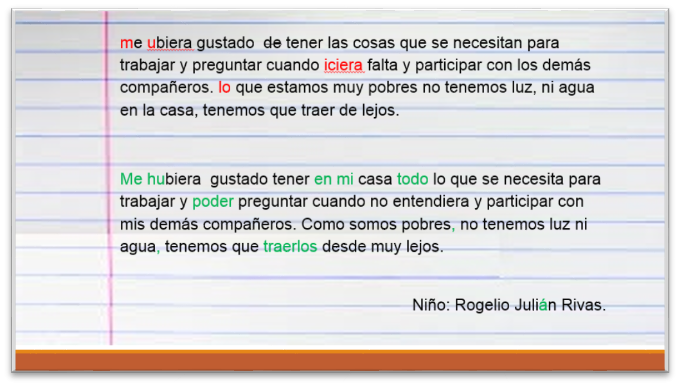 me ubiera gustado de tener las cosas que se necesitan para
trabajar y preguntar cuando iciera falta y participar con los demás
compañeros. lo que estamos muy pobres no tenemos luz, ni agua
en la casa, tenemos que traer de lejos.
Me hubiera gustado tener en mi casa todo lo que se necesita para
trabajar y poder preguntar cuando no entendiera y participar con
mis demás compañeros. Como somos pobres, no tenemos luz ni
agua, tenemos que traerlos desde muy lejos.
Niño: Rogelio Julián Rivas.